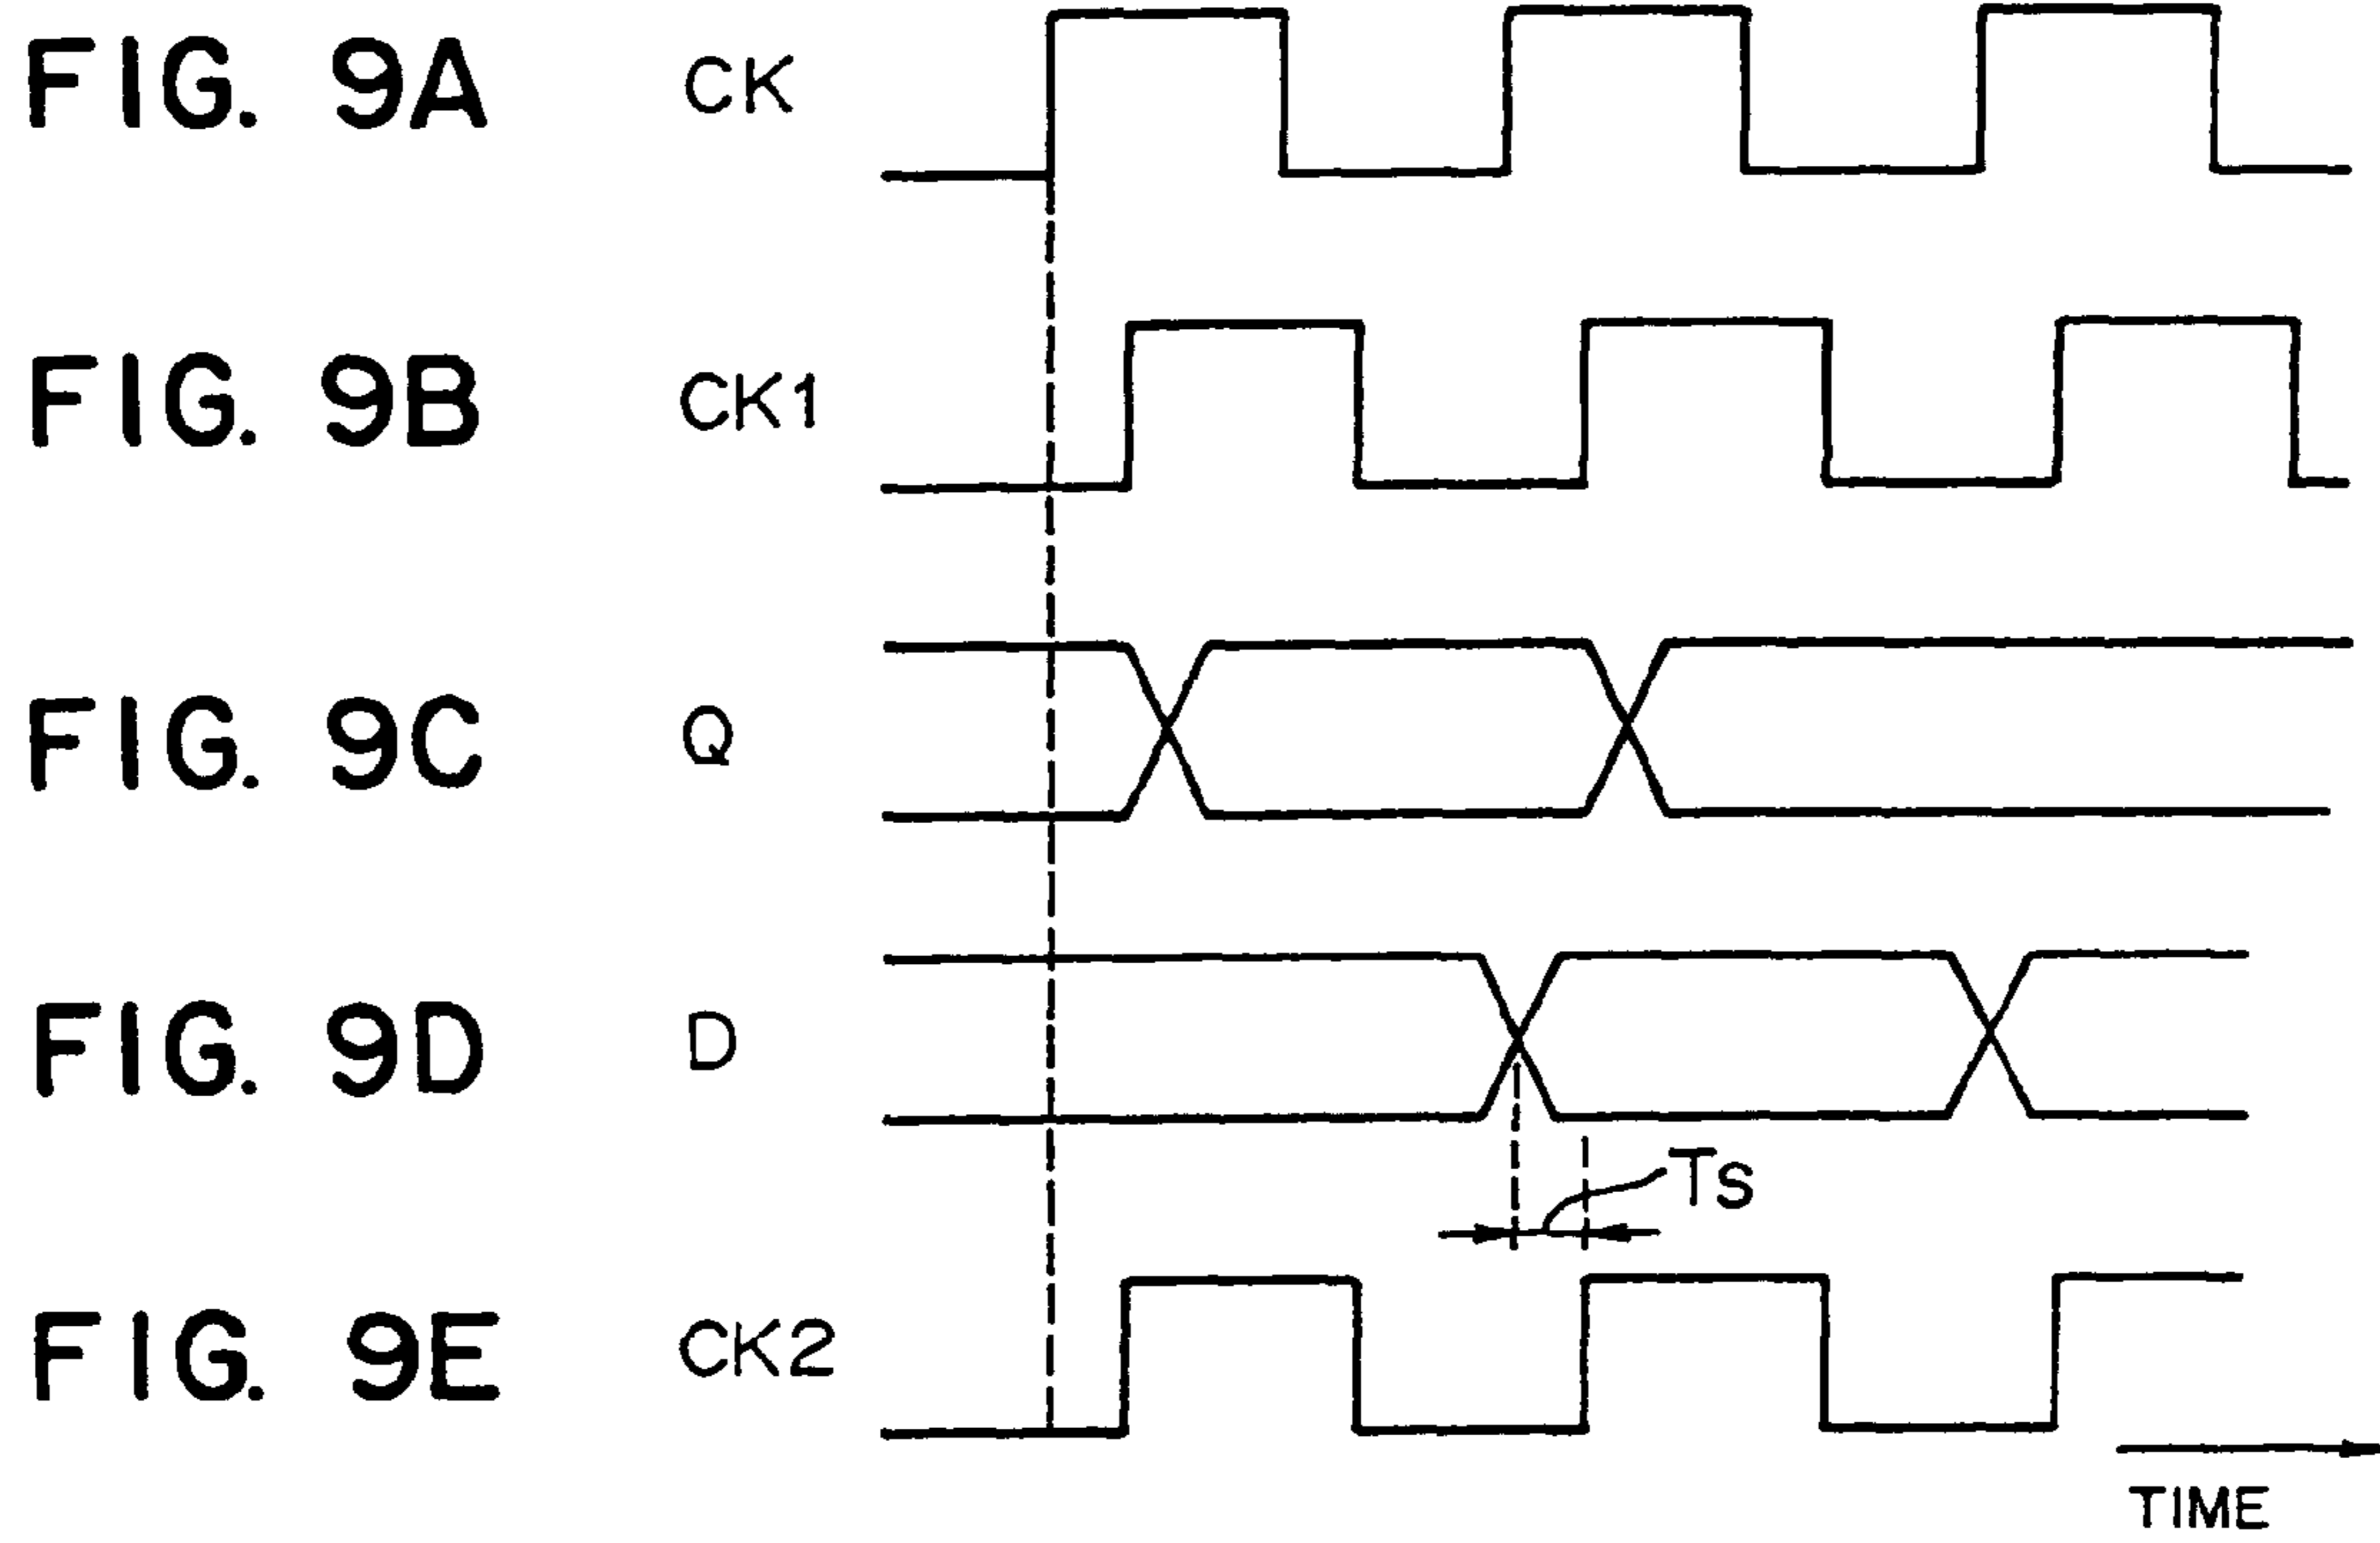 FIG. 9A CK
FIG. 9B CK1
FIG. 9C Q
FIG. 9D D
Ts
FIG. 9E CK2
TIME